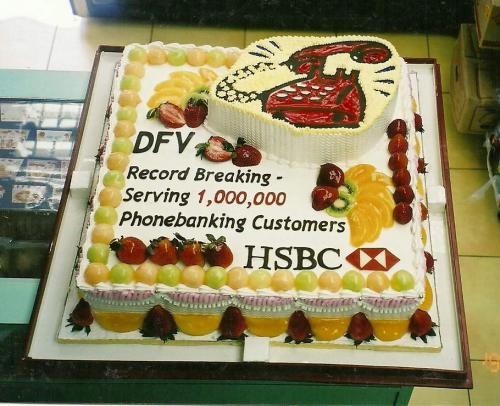 DFV
Record Breaking -
Serving 1,000,000
Phonebanking Customers
HSBC